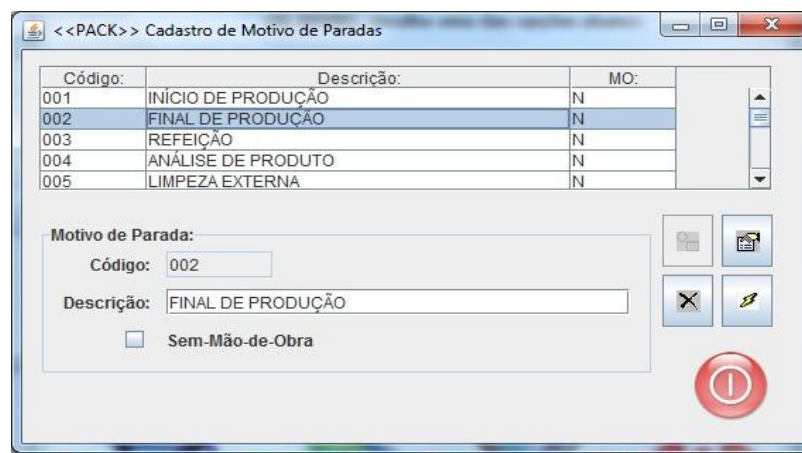 <<PACK>> Cadastro de Motivo de Paradas
Código: Descrição: MO:
001 INÍCIO DE PRODUÇÃO N
002 FINAL DE PRODUÇÃO N
003 REFEIÇÃO N
004 ANÁLISE DE PRODUTO N
005 LIMPEZA EXTERNA N
Motivo de Parada:
Código: 002
Descrição: FINAL DE PRODUÇÃO
Sem-Mão-de-Obra